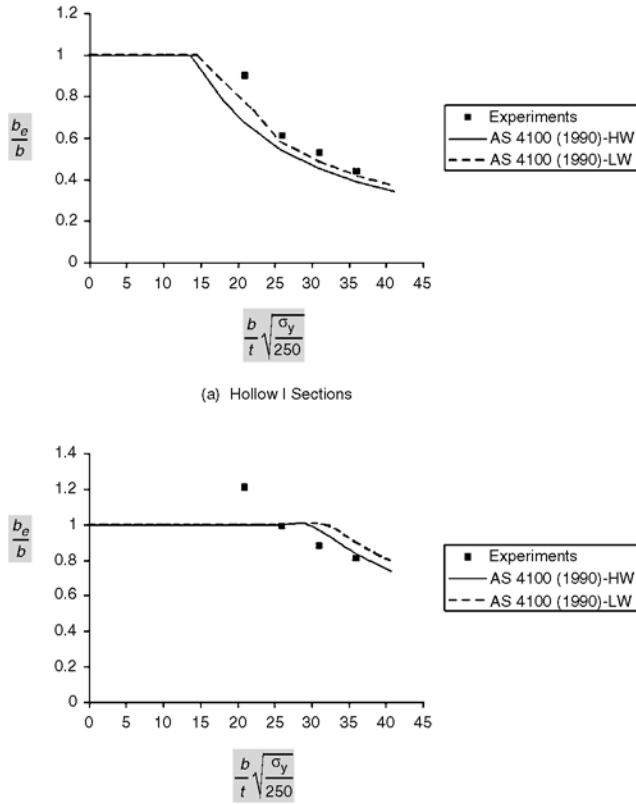 1.2
1
0.8
0.6
0.4
0.2
0
b_e
b
0 5 10 15 20 25 30 35 40 45
b
t
√
σ_y
250
Experiments
AS 4100 (1990)-HW
AS 4100 (1990)-LW
(a) Hollow I Sections
1.4
1.2
1
0.8
0.6
0.4
0.2
0
b_e
b
0 5 10 15 20 25 30 35 40 45
b
t
√
σ_y
250
Experiments
AS 4100 (1990)-HW
AS 4100 (1990)-LW